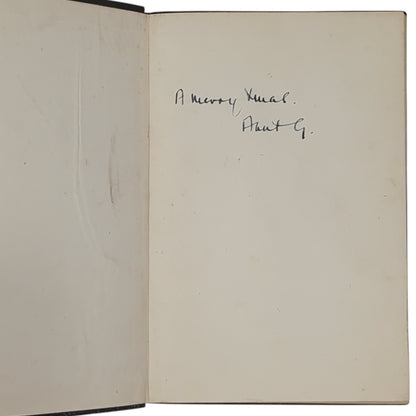 A merry Xmas.
Aunt G.